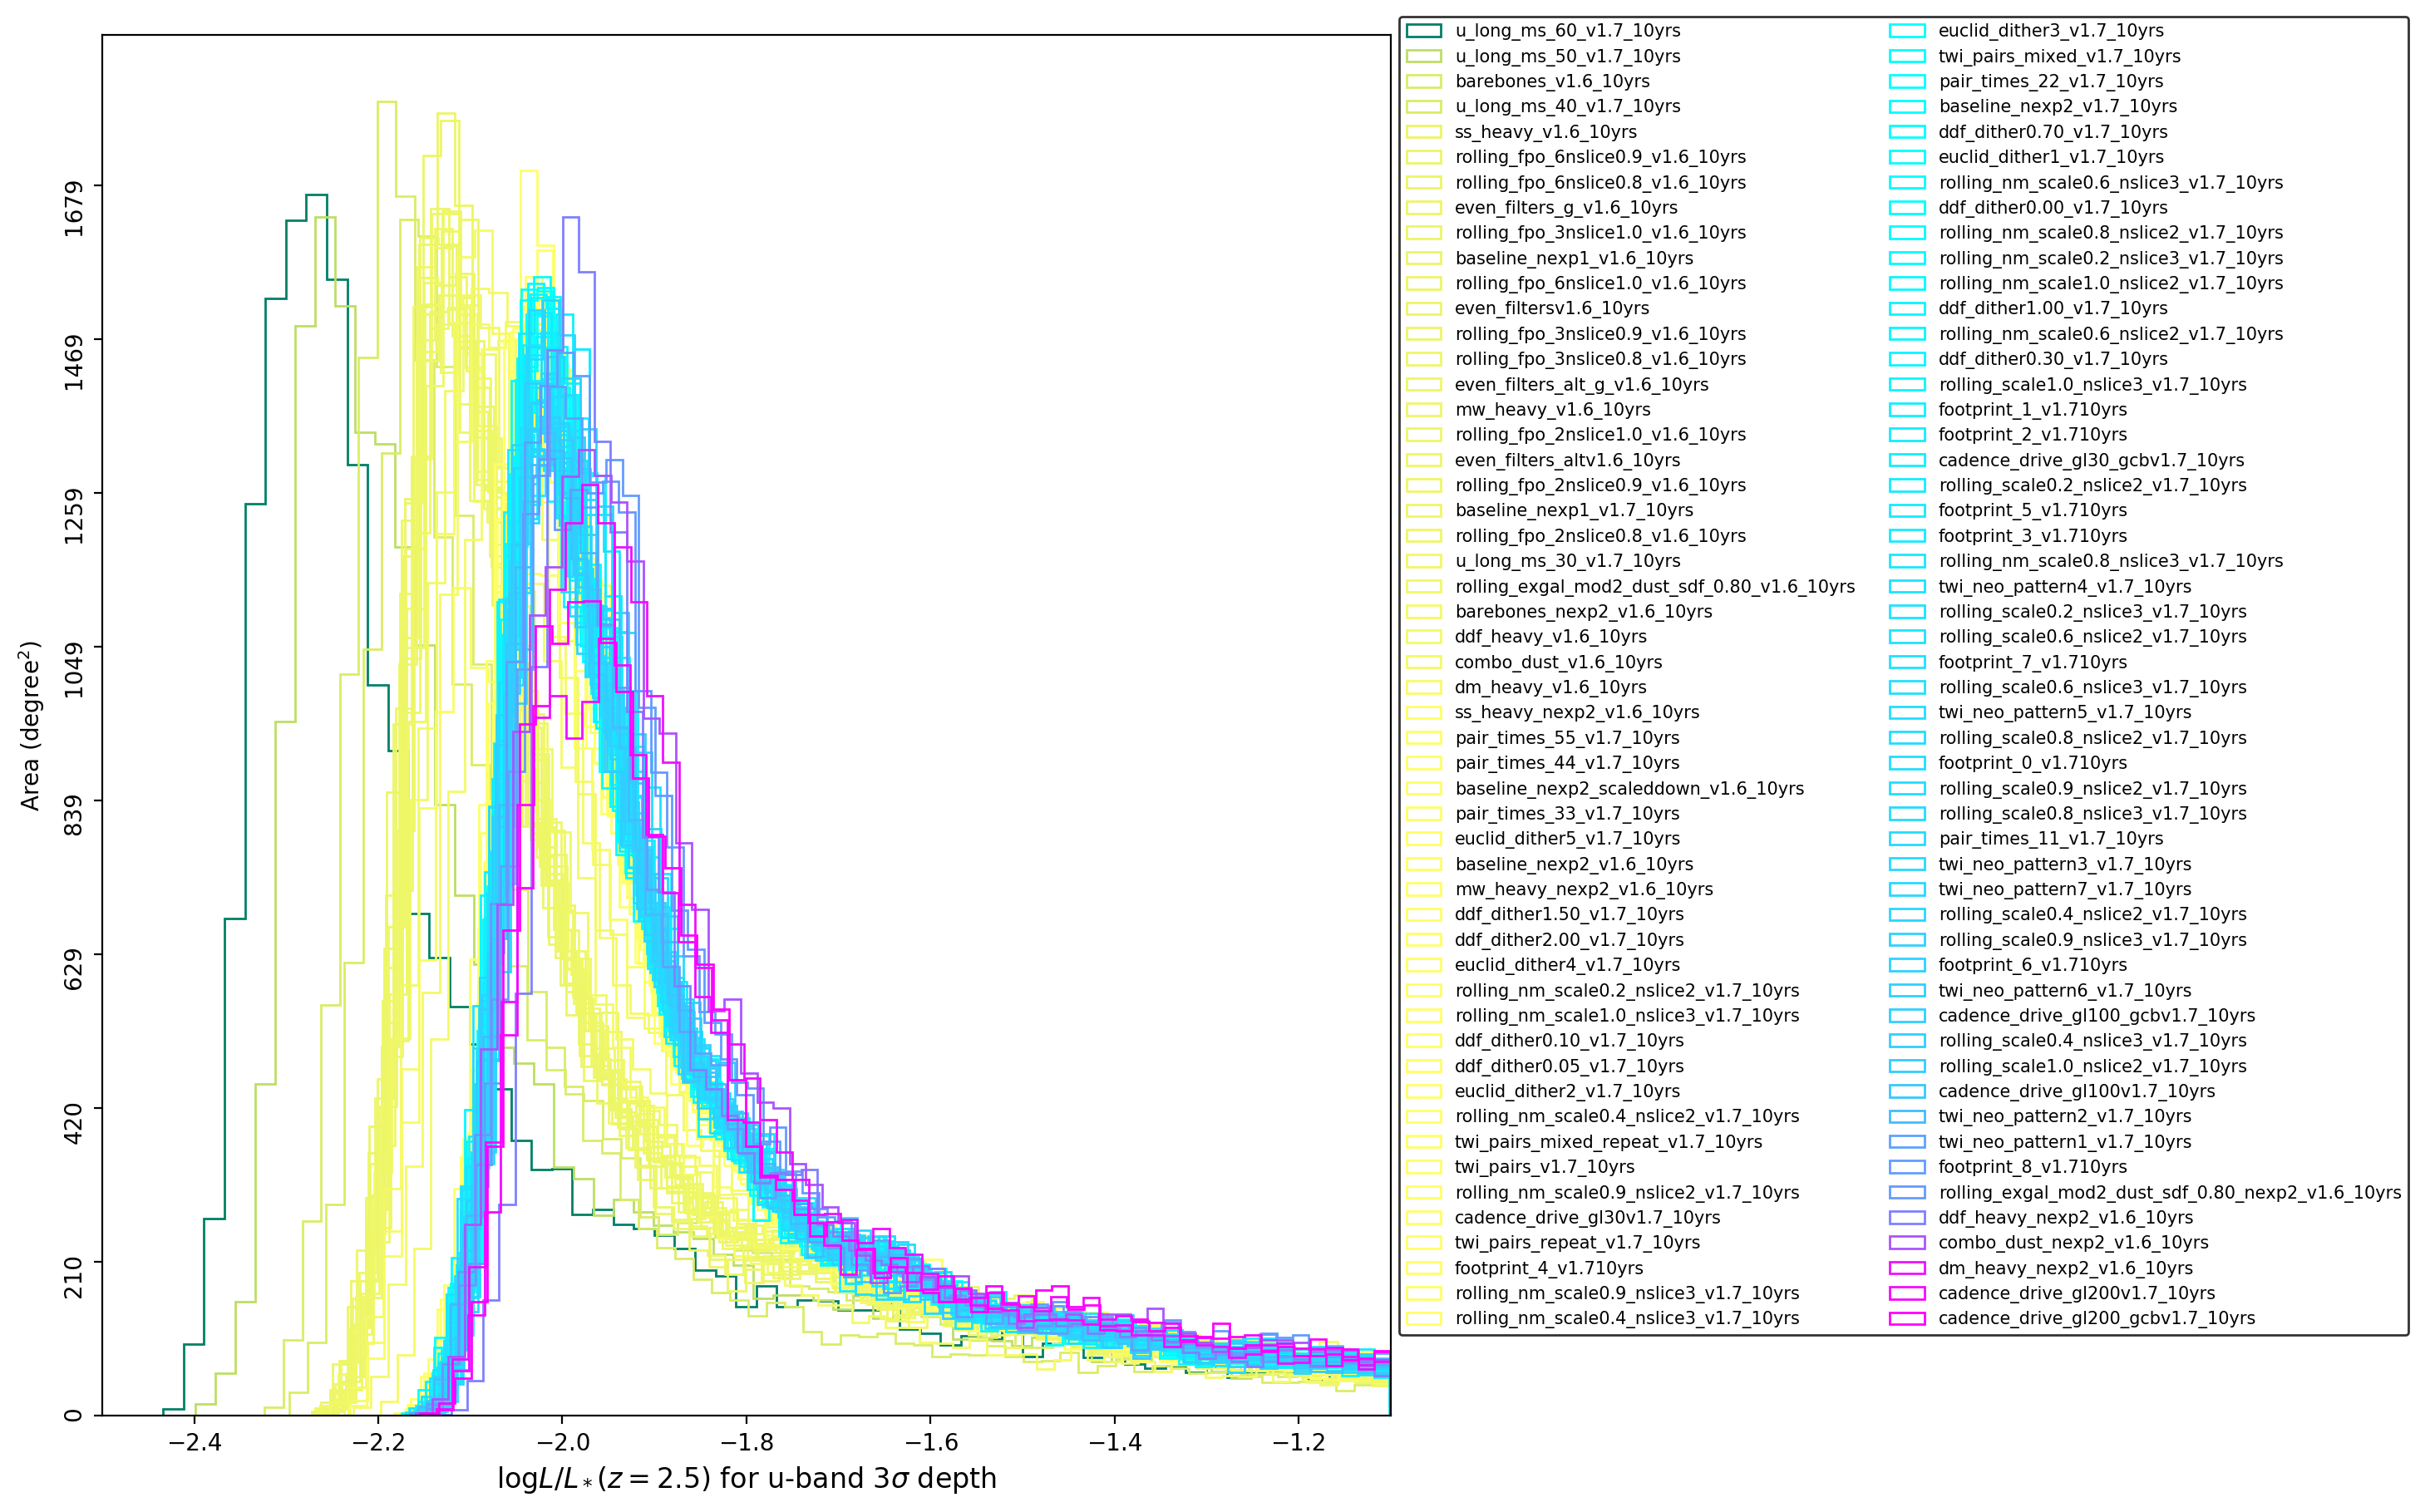 1679
1469
1259
1049
839
629
420
210
0
Area (degree²)
−2.4 −2.2 −2.0 −1.8 −1.6 −1.4 −1.2
logL/L*(z = 2.5) for u-band 3σ depth
u_long_ms_60_v1.7_10yrs
u_long_ms_50_v1.7_10yrs
barebones_v1.6_10yrs
u_long_ms_40_v1.7_10yrs
ss_heavy_v1.6_10yrs
rolling_fpo_6nslice0.9_v1.6_10yrs
rolling_fpo_6nslice0.8_v1.6_10yrs
even_filters_g_v1.6_10yrs
rolling_fpo_3nslice1.0_v1.6_10yrs
baseline_nexp1_v1.6_10yrs
rolling_fpo_6nslice1.0_v1.6_10yrs
even_filtersv1.6_10yrs
rolling_fpo_3nslice0.9_v1.6_10yrs
rolling_fpo_3nslice0.8_v1.6_10yrs
even_filters_alt_g_v1.6_10yrs
mw_heavy_v1.6_10yrs
rolling_fpo_2nslice1.0_v1.6_10yrs
even_filters_altv1.6_10yrs
rolling_fpo_2nslice0.9_v1.6_10yrs
baseline_nexp1_v1.7_10yrs
rolling_fpo_2nslice0.8_v1.6_10yrs
u_long_ms_30_v1.7_10yrs
rolling_exgal_mod2_dust_sdf_0.80_v1.6_10yrs
barebones_nexp2_v1.6_10yrs
ddf_heavy_v1.6_10yrs
combo_dust_v1.6_10yrs
dm_heavy_v1.6_10yrs
ss_heavy_nexp2_v1.6_10yrs
pair_times_55_v1.7_10yrs
pair_times_44_v1.7_10yrs
baseline_nexp2_scaleddown_v1.6_10yrs
pair_times_33_v1.7_10yrs
euclid_dither5_v1.7_10yrs
baseline_nexp2_v1.6_10yrs
mw_heavy_nexp2_v1.6_10yrs
ddf_dither1.50_v1.7_10yrs
ddf_dither2.00_v1.7_10yrs
euclid_dither4_v1.7_10yrs
rolling_nm_scale0.2_nslice2_v1.7_10yrs
rolling_nm_scale1.0_nslice3_v1.7_10yrs
ddf_dither0.10_v1.7_10yrs
ddf_dither0.05_v1.7_10yrs
euclid_dither2_v1.7_10yrs
rolling_nm_scale0.4_nslice2_v1.7_10yrs
twi_pairs_mixed_repeat_v1.7_10yrs
twi_pairs_v1.7_10yrs
rolling_nm_scale0.9_nslice2_v1.7_10yrs
cadence_drive_gl30v1.7_10yrs
twi_pairs_repeat_v1.7_10yrs
footprint_4_v1.710yrs
rolling_nm_scale0.9_nslice3_v1.7_10yrs
rolling_nm_scale0.4_nslice3_v1.7_10yrs
euclid_dither3_v1.7_10yrs
twi_pairs_mixed_v1.7_10yrs
pair_times_22_v1.7_10yrs
baseline_nexp2_v1.7_10yrs
ddf_dither0.70_v1.7_10yrs
euclid_dither1_v1.7_10yrs
rolling_nm_scale0.6_nslice3_v1.7_10yrs
ddf_dither0.00_v1.7_10yrs
rolling_nm_scale0.8_nslice2_v1.7_10yrs
rolling_nm_scale0.2_nslice3_v1.7_10yrs
rolling_nm_scale1.0_nslice2_v1.7_10yrs
ddf_dither1.00_v1.7_10yrs
rolling_nm_scale0.6_nslice2_v1.7_10yrs
ddf_dither0.30_v1.7_10yrs
rolling_scale1.0_nslice3_v1.7_10yrs
footprint_1_v1.710yrs
footprint_2_v1.710yrs
cadence_drive_gl30_gcbv1.7_10yrs
rolling_scale0.2_nslice2_v1.7_10yrs
footprint_5_v1.710yrs
footprint_3_v1.710yrs
rolling_nm_scale0.8_nslice3_v1.7_10yrs
twi_neo_pattern4_v1.7_10yrs
rolling_scale0.2_nslice3_v1.7_10yrs
rolling_scale0.6_nslice2_v1.7_10yrs
footprint_7_v1.710yrs
rolling_scale0.6_nslice3_v1.7_10yrs
twi_neo_pattern5_v1.7_10yrs
rolling_scale0.8_nslice2_v1.7_10yrs
footprint_0_v1.710yrs
rolling_scale0.9_nslice2_v1.7_10yrs
rolling_scale0.8_nslice3_v1.7_10yrs
pair_times_11_v1.7_10yrs
twi_neo_pattern3_v1.7_10yrs
twi_neo_pattern7_v1.7_10yrs
rolling_scale0.4_nslice2_v1.7_10yrs
rolling_scale0.9_nslice3_v1.7_10yrs
footprint_6_v1.710yrs
twi_neo_pattern6_v1.7_10yrs
cadence_drive_gl100_gcbv1.7_10yrs
rolling_scale0.4_nslice3_v1.7_10yrs
rolling_scale1.0_nslice2_v1.7_10yrs
cadence_drive_gl100v1.7_10yrs
twi_neo_pattern2_v1.7_10yrs
twi_neo_pattern1_v1.7_10yrs
footprint_8_v1.710yrs
rolling_exgal_mod2_dust_sdf_0.80_nexp2_v1.6_10yrs
ddf_heavy_nexp2_v1.6_10yrs
combo_dust_nexp2_v1.6_10yrs
dm_heavy_nexp2_v1.6_10yrs
cadence_drive_gl200v1.7_10yrs
cadence_drive_gl200_gcbv1.7_10yrs